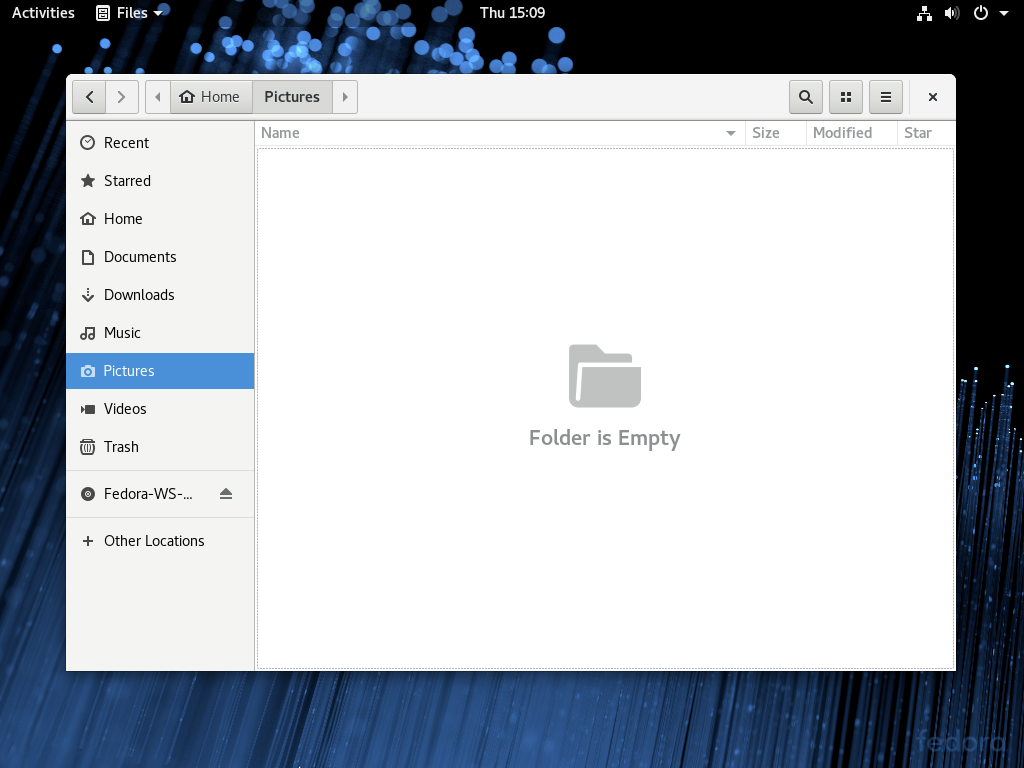 Activities Files Thu 15:09
Home Pictures
Name Size Modified Star
Recent
Starred
Home
Documents
Downloads
Music
Pictures
Videos
Trash
Fedora-WS-...
Other Locations
Folder is Empty
fedora